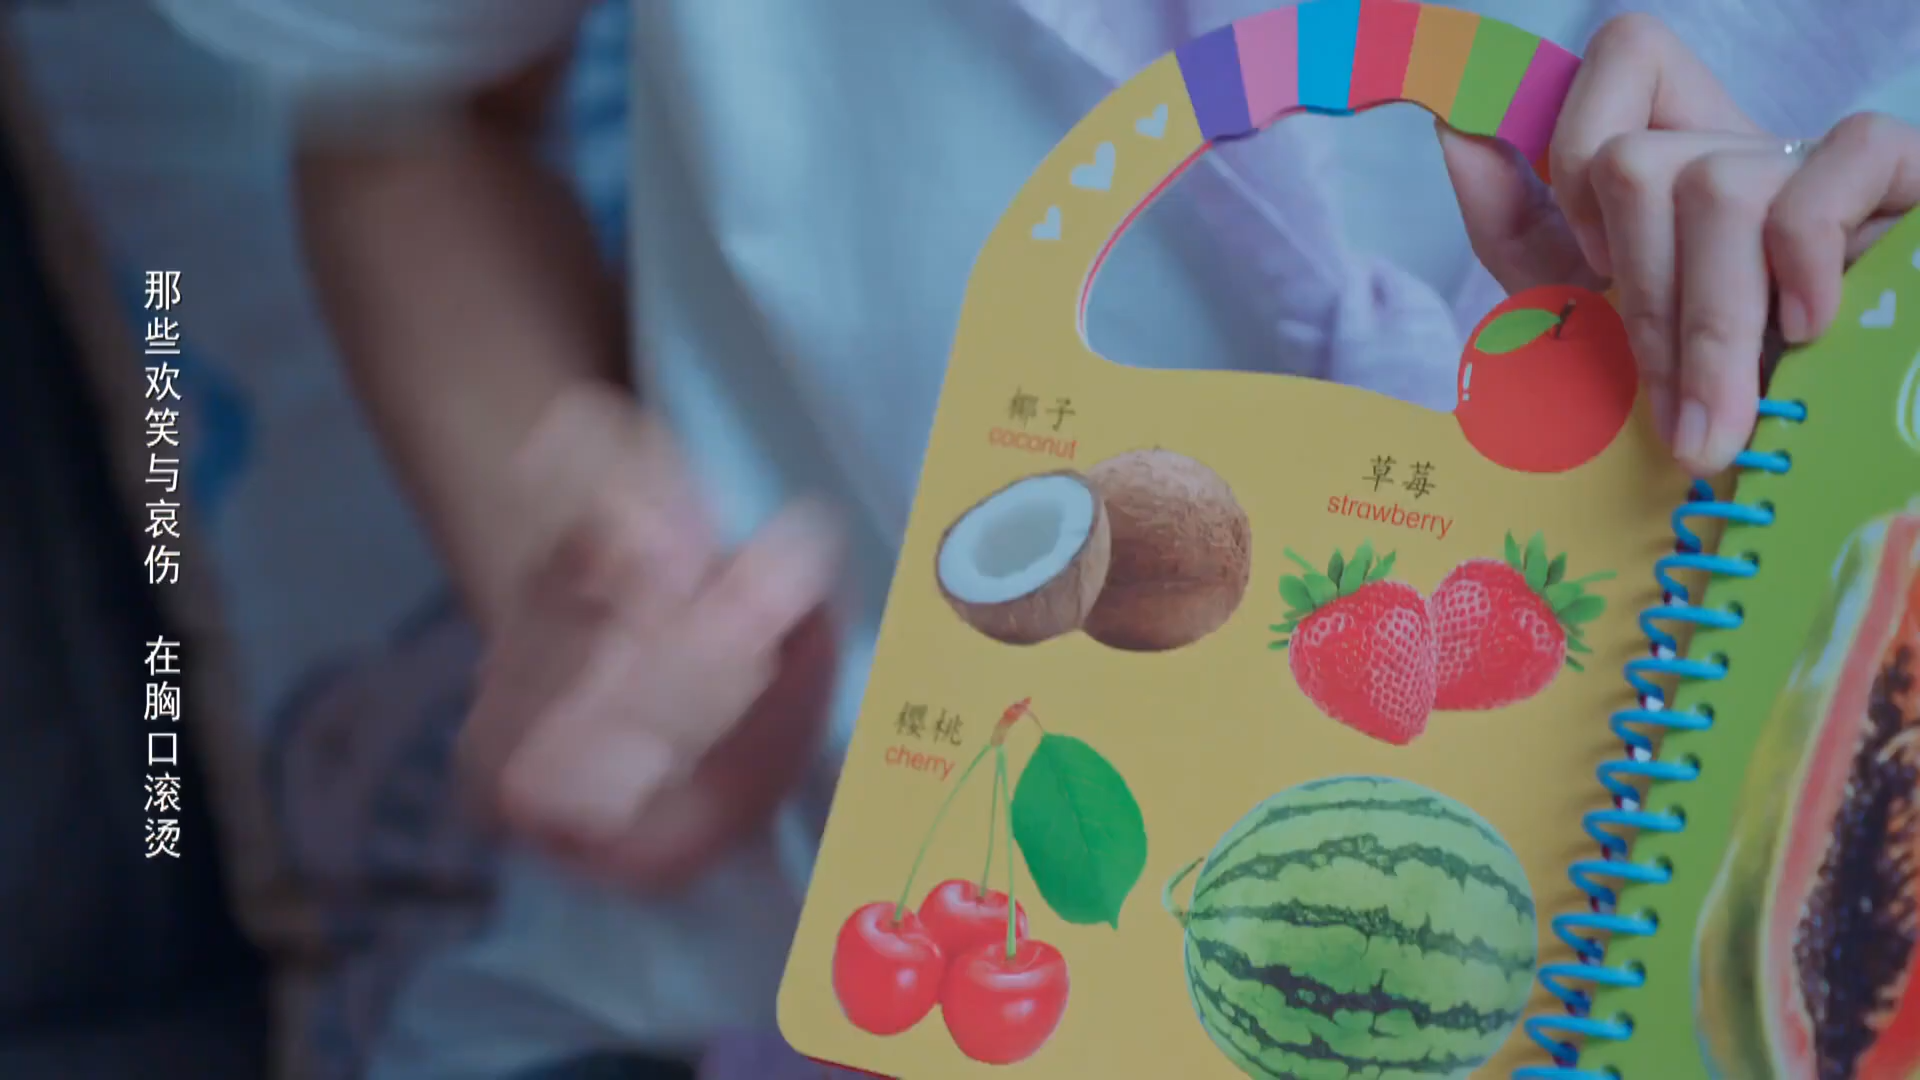 那些欢笑与哀伤 在胸口滚烫
椰子
coconut
草莓
strawberry
樱桃
cherry